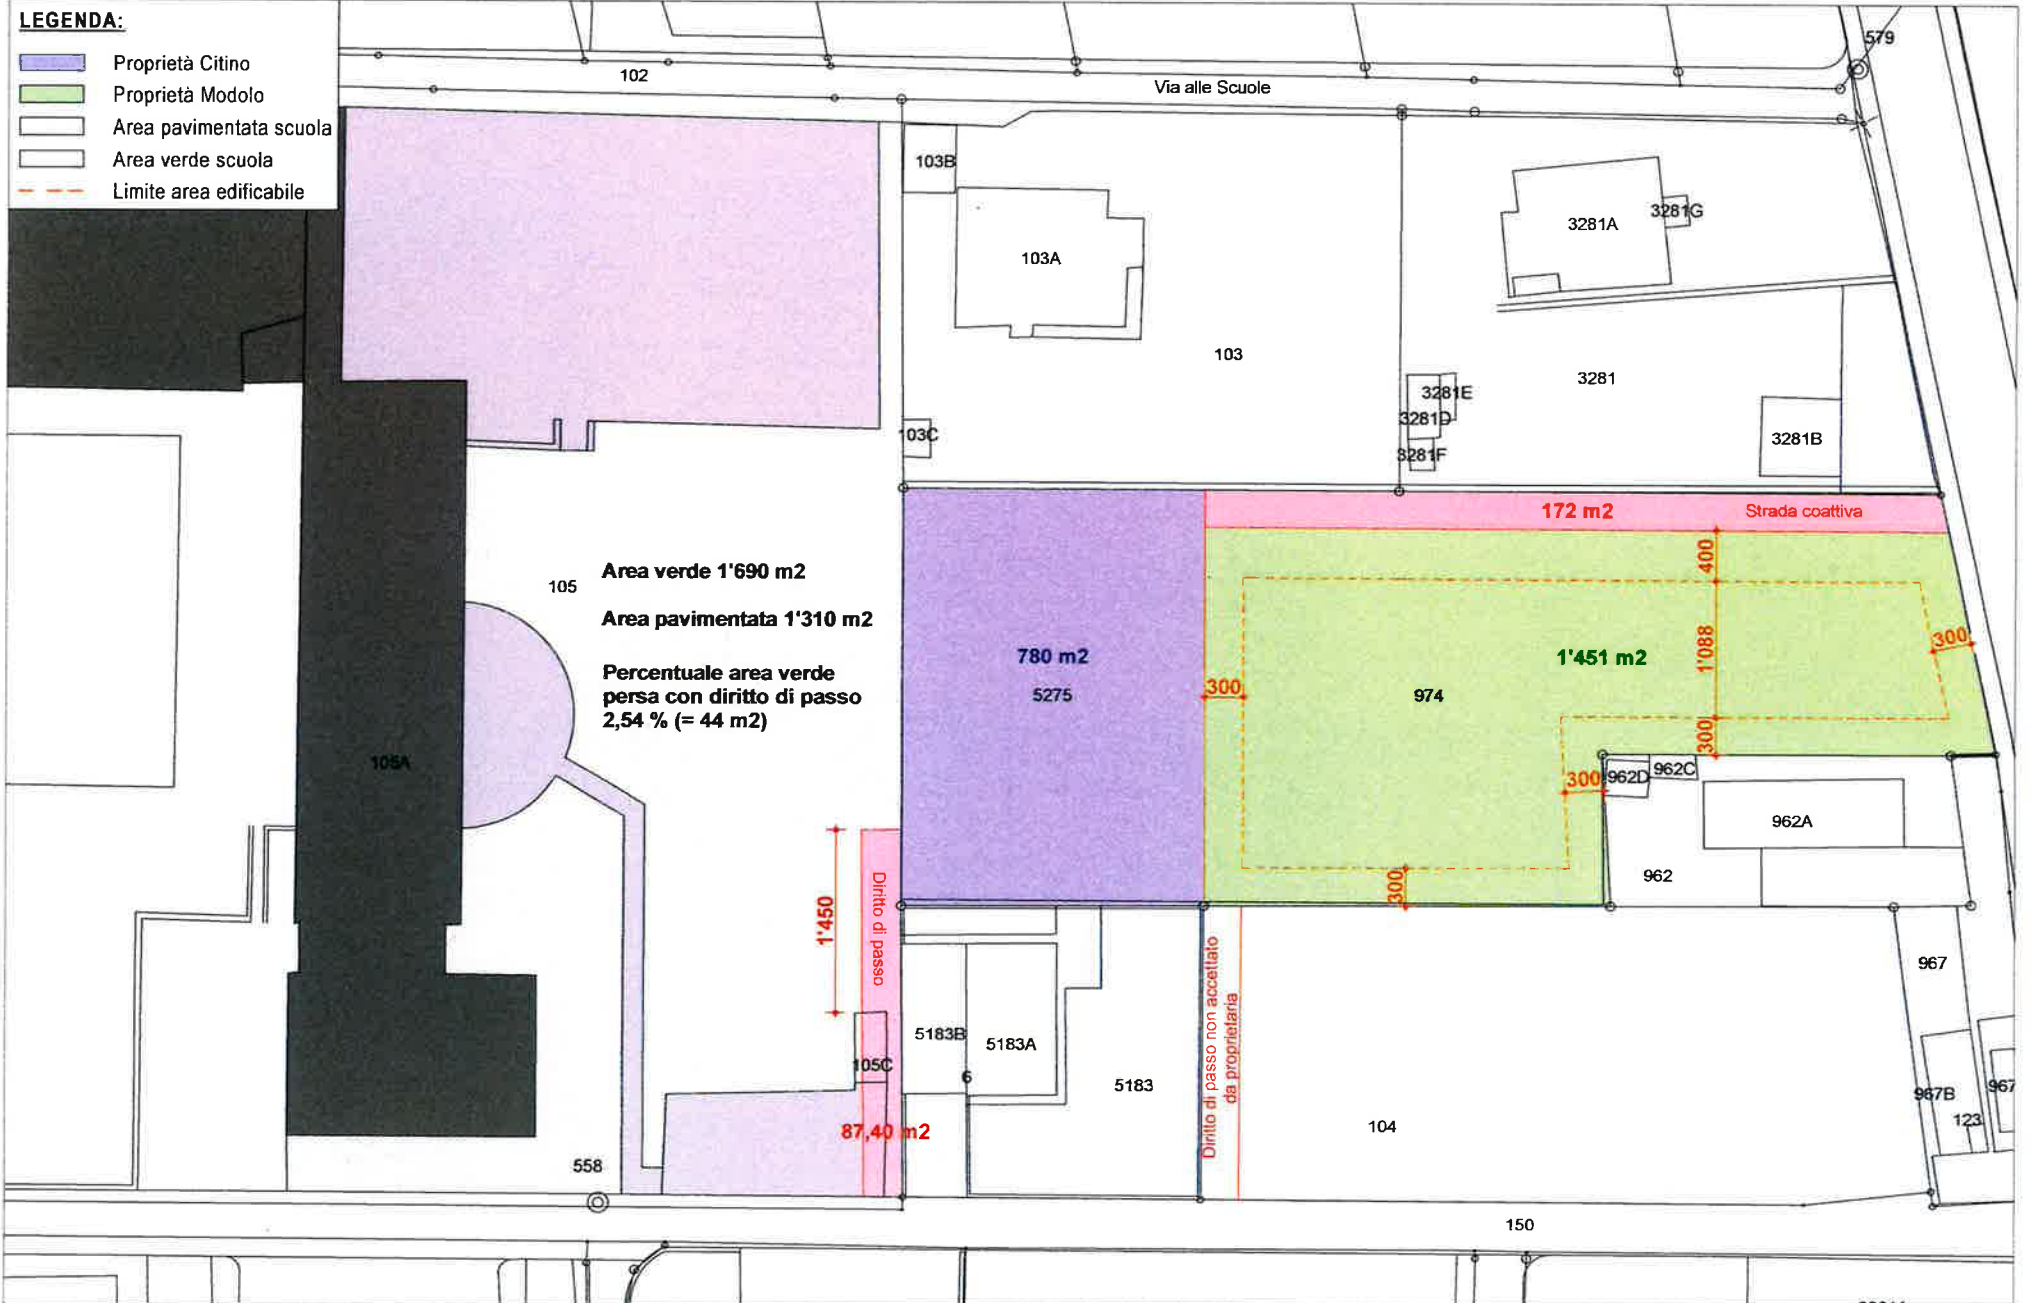 LEGENDA:
Proprietà Citino
Proprietà Modolo
Area pavimentata scuola
Area verde scuola
Limite area edificabile
102
Via alle Scuole
579
103B
103A
3281A
3281G
103
3281
3281E
3281D
3281F
3281B
103C
172 m2
Strada coattiva
400
105
Area verde 1'690 m2
Area pavimentata 1'310 m2
Percentuale area verde
persa con diritto di passo
2,54 % (= 44 m2)
780 m2
5275
300
1'451 m2
974
1'088
300
300
105A
300
962D
962C
962A
962
300
1'450
Diritto di passo
Diritto di passo non accettato
da proprietaria
967
5183B
5183A
6
5183
105C
87,40 m2
104
967B
967
123
558
150